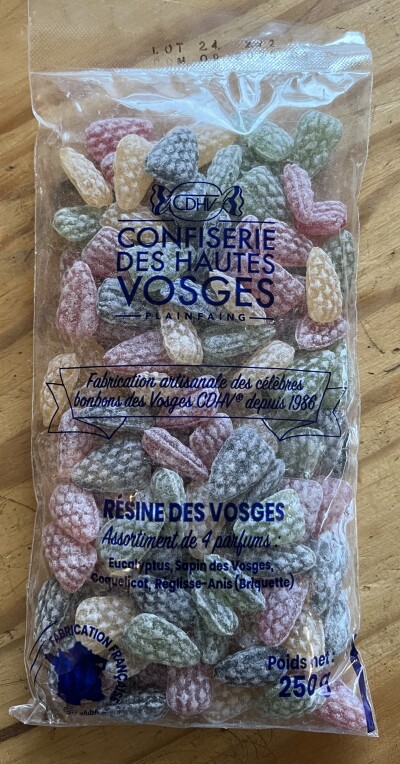 LOT 24
CDHV
CONFISERIE
DES HAUTES
VOSGES
PLAINFAING
Fabrication artisanale des célèbres
bonbons des Vosges CDHV® depuis 1986
RÉSINE DES VOSGES
Assortiment de 4 parfums :
Eucalyptus, Sapin des Vosges,
Coquelicot, Réglisse-Anis (Briquette)
FABRICATION FRANÇAISE
Poids net :
250 g